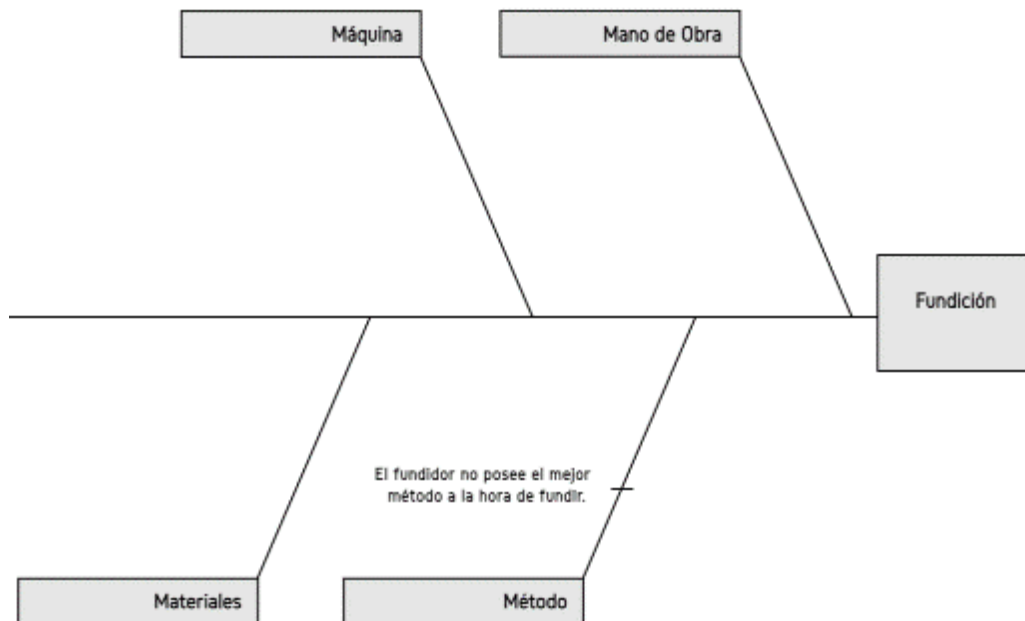 Máquina
Mano de Obra
Fundición
El fundidor no posee el mejor
método a la hora de fundir.
Materiales
Método